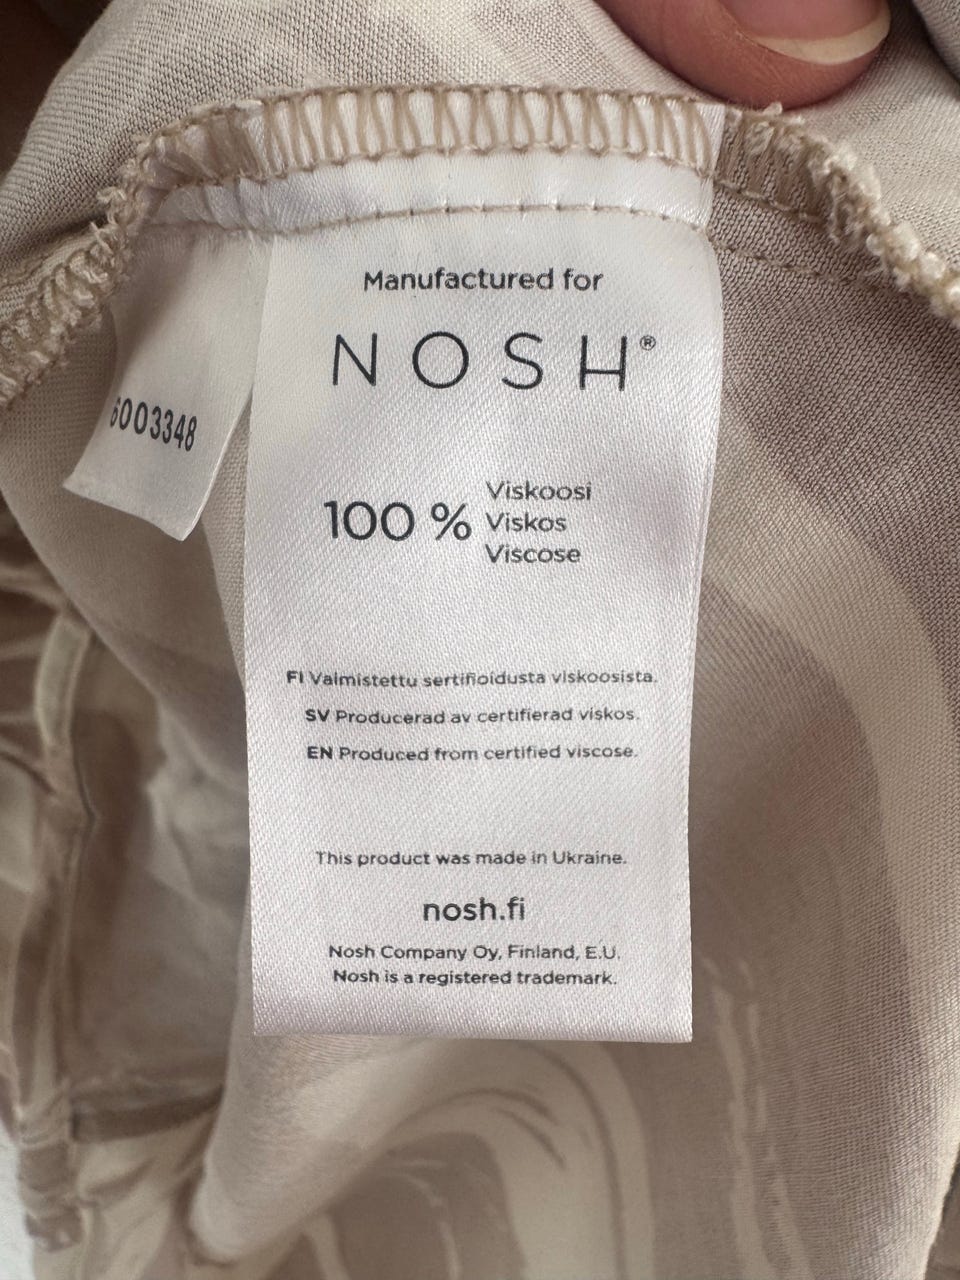 Manufactured for
NOSH®
6003348
100 % Viskoosi
Viskos
Viscose
FI Valmistettu sertifioidusta viskoosista.
SV Producerad av certifierad viskos.
EN Produced from certified viscose.
This product was made in Ukraine.
nosh.fi
Nosh Company Oy, Finland, E.U.
Nosh is a registered trademark.